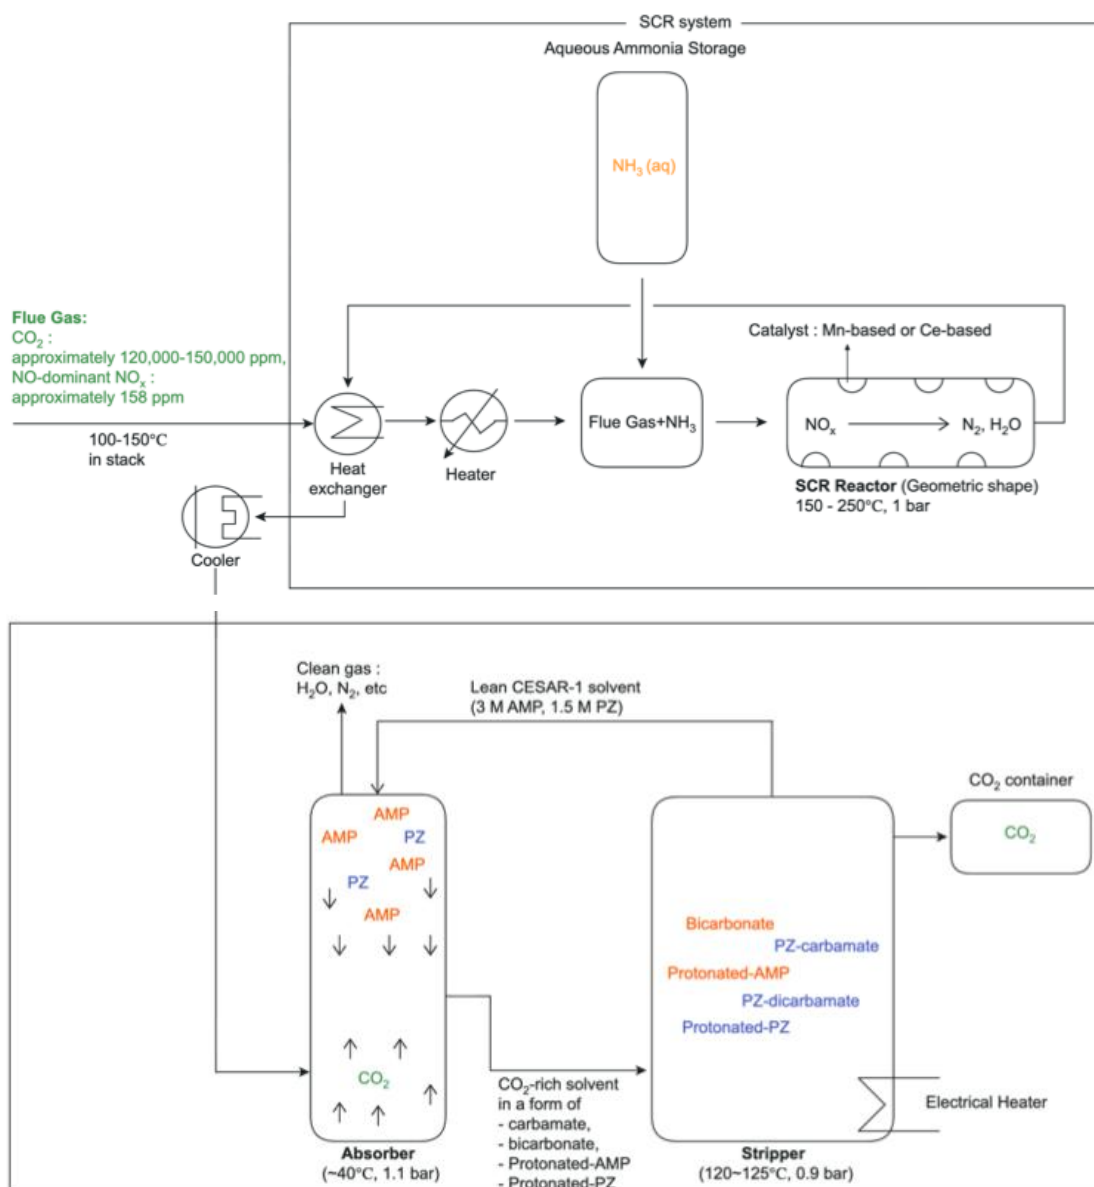 SCR system
Aqueous Ammonia Storage
NH₃ (aq)
Flue Gas:
CO₂ :
approximately 120,000-150,000 ppm,
NO-dominant NOₓ :
approximately 158 ppm
100-150°C
in stack
Heat
exchanger
Heater
Flue Gas+NH₃
Catalyst : Mn-based or Ce-based
NOₓ
N₂, H₂O
SCR Reactor (Geometric shape)
150 - 250°C, 1 bar
Cooler
Clean gas :
H₂O, N₂, etc
Lean CESAR-1 solvent
(3 M AMP, 1.5 M PZ)
CO₂ container
CO₂
AMP
AMP
PZ
AMP
PZ
AMP
CO₂
Absorber
(~40°C, 1.1 bar)
CO₂-rich solvent
in a form of
- carbamate,
- bicarbonate,
- Protonated-AMP
- Protonated-PZ
Bicarbonate
PZ-carbamate
Protonated-AMP
PZ-dicarbamate
Protonated-PZ
Electrical Heater
Stripper
(120~125°C, 0.9 bar)